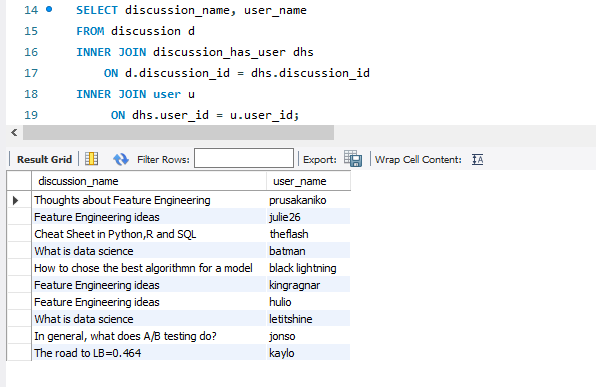 14 SELECT discussion_name, user_name
15 FROM discussion d
16 INNER JOIN discussion_has_user dhs
17 ON d.discussion_id = dhs.discussion_id
18 INNER JOIN user u
19 ON dhs.user_id = u.user_id;
Result Grid Filter Rows: Export: Wrap Cell Content: IA
discussion_name user_name
Thoughts about Feature Engineering prusakaniko
Feature Engineering ideas julie26
Cheat Sheet in Python,R and SQL theflash
What is data science batman
How to chose the best algorithmn for a model black lightning
Feature Engineering ideas kingragnar
Feature Engineering ideas hulio
What is data science letitshine
In general, what does A/B testing do? jonso
The road to LB=0.464 kaylo